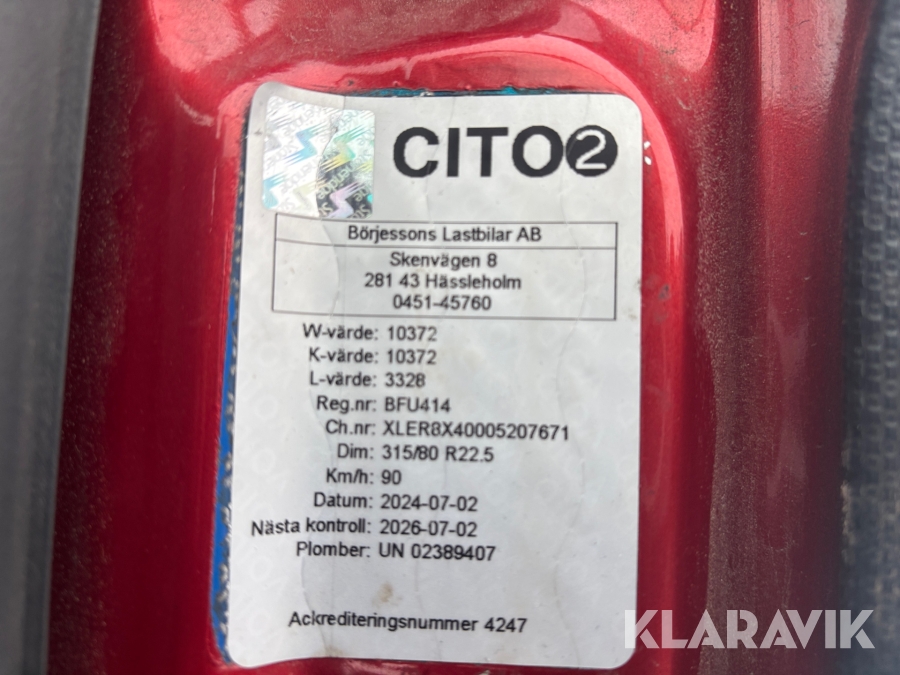 CITO2
Börjessons Lastbilar AB
Skenvägen 8
281 43 Hässleholm
0451-45760
W-värde: 10372
K-värde: 10372
L-värde: 3328
Reg.nr: BFU414
Ch.nr: XLER8X40005207671
Dim: 315/80 R22.5
Km/h: 90
Datum: 2024-07-02
Nästa kontroll: 2026-07-02
Plomber: UN 02389407
Ackrediteringsnummer 4247
KLARAVIK